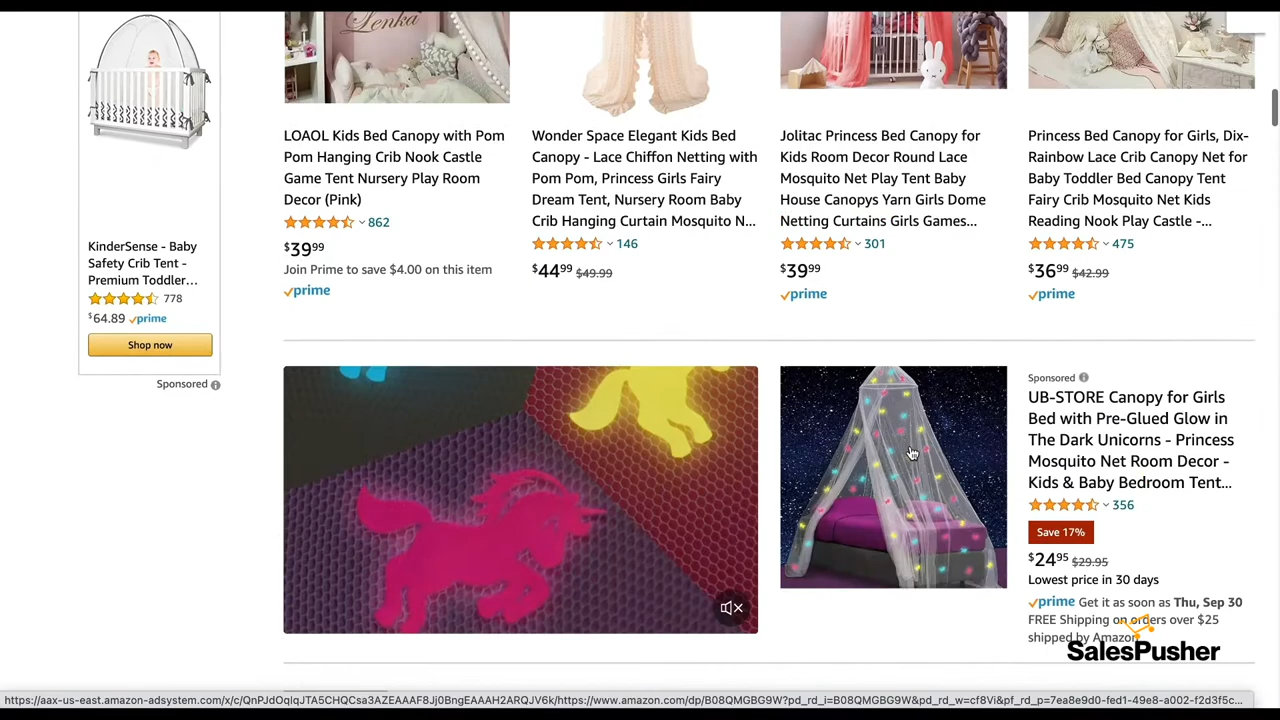 Lenka
LOAOL Kids Bed Canopy with Pom
Pom Hanging Crib Nook Castle
Game Tent Nursery Play Room
Decor (Pink)
862
$39.99
Join Prime to save $4.00 on this item
prime
Wonder Space Elegant Kids Bed
Canopy - Lace Chiffon Netting with
Pom Pom, Princess Girls Fairy
Dream Tent, Nursery Room Baby
Crib Hanging Curtain Mosquito N...
146
$44.99 $49.99
Jolitac Princess Bed Canopy for
Kids Room Decor Round Lace
Mosquito Net Play Tent Baby
House Canopys Yarn Girls Dome
Netting Curtains Girls Games...
301
$39.99
prime
Princess Bed Canopy for Girls, Dix-
Rainbow Lace Crib Canopy Net for
Baby Toddler Bed Canopy Tent
Fairy Crib Mosquito Net Kids
Reading Nook Play Castle -...
475
$36.99 $42.99
prime
KinderSense - Baby
Safety Crib Tent -
Premium Toddler...
778
$64.89 prime
Shop now
Sponsored
Sponsored
UB-STORE Canopy for Girls
Bed with Pre-Glued Glow in
The Dark Unicorns - Princess
Mosquito Net Room Decor -
Kids & Baby Bedroom Tent...
356
Save 17%
$24.95 $29.95
Lowest price in 30 days
prime Get it as soon as Thu, Sep 30
FREE Shipping on orders over $25
shipped by Amazon
SalesPusher
https://aax-us-east.amazon-adsystem.com/x/c/QnPJdOqIqJTA5CHQCsa3AZEAAAF8Jj0BngEAAAH2ARQJV6k/https://www.amazon.com/dp/B08QMGBG9W?pd_rd_i=B08QMGBG9W&pd_rd_w=cf8Vi&pf_rd_p=7ea8e9d0-fed1-49e8-a002-f2d3f5c...